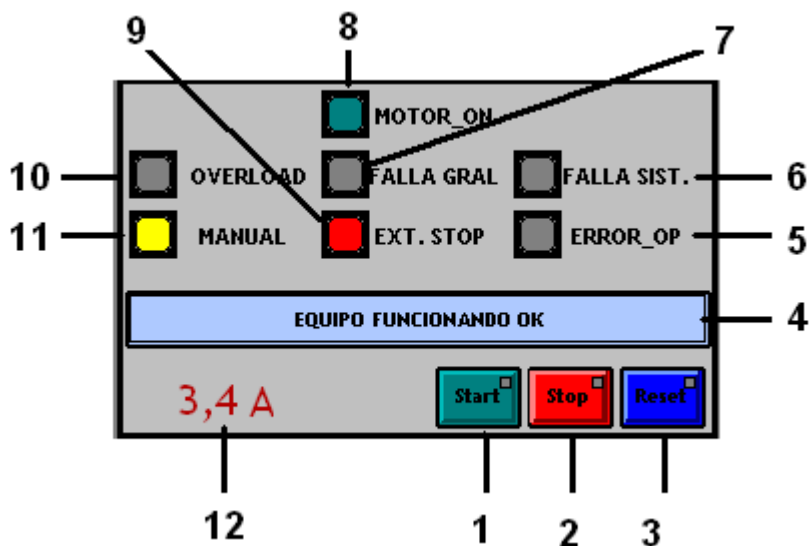 9 8 7
MOTOR_ON
10 OVERLOAD FALLA GRAL FALLA SIST. 6
11 MANUAL EXT. STOP ERROR_OP 5
EQUIPO FUNCIONANDO OK 4
3,4 A Start Stop Reset
12 1 2 3